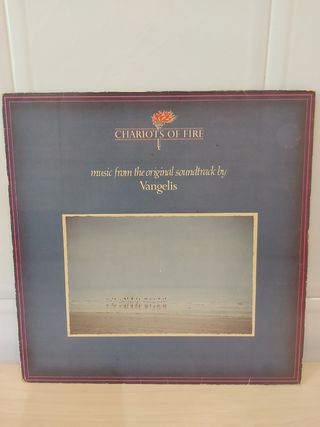 CHARIOTS OF FIRE
music from the original soundtrack by
Vangelis